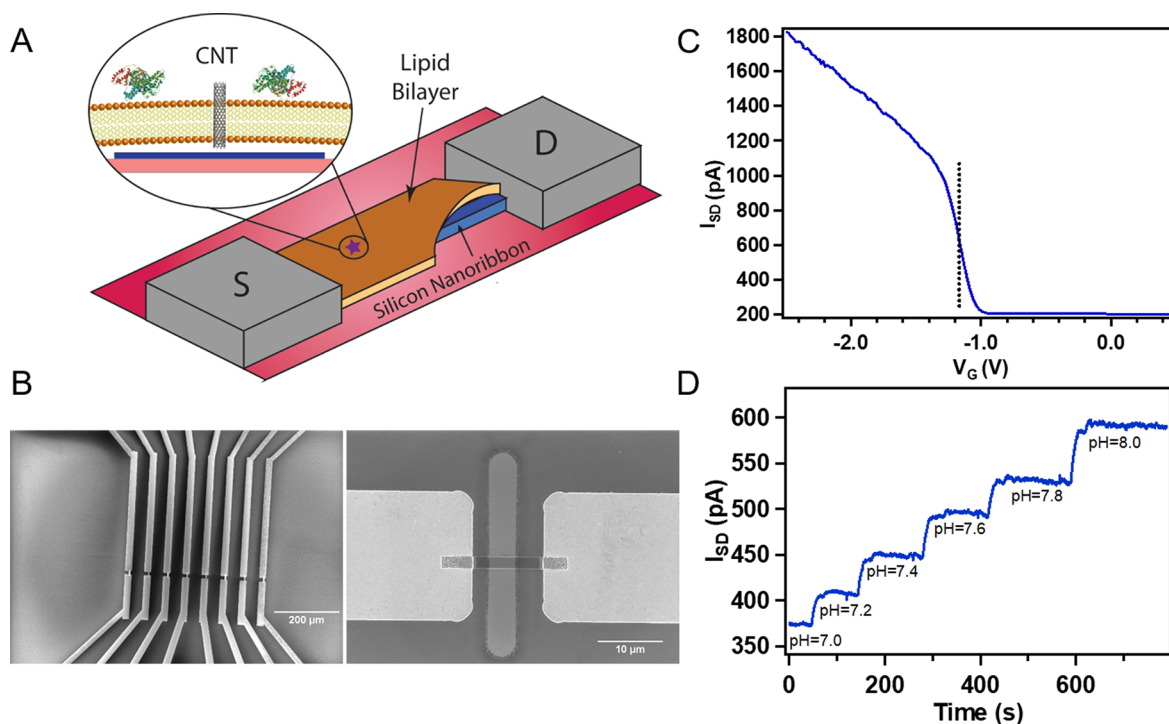 A
CNT
Lipid
Bilayer
D
S
Silicon Nanoribbon
B
200 µm
10 µm
C
1800
1600
1400
1200
1000
800
600
400
200
I_SD (pA)
-2.0 -1.0 0.0
V_G (V)
D
600
550
500
450
400
350
I_SD (pA)
pH=7.0
pH=7.2
pH=7.4
pH=7.6
pH=7.8
pH=8.0
0 200 400 600
Time (s)